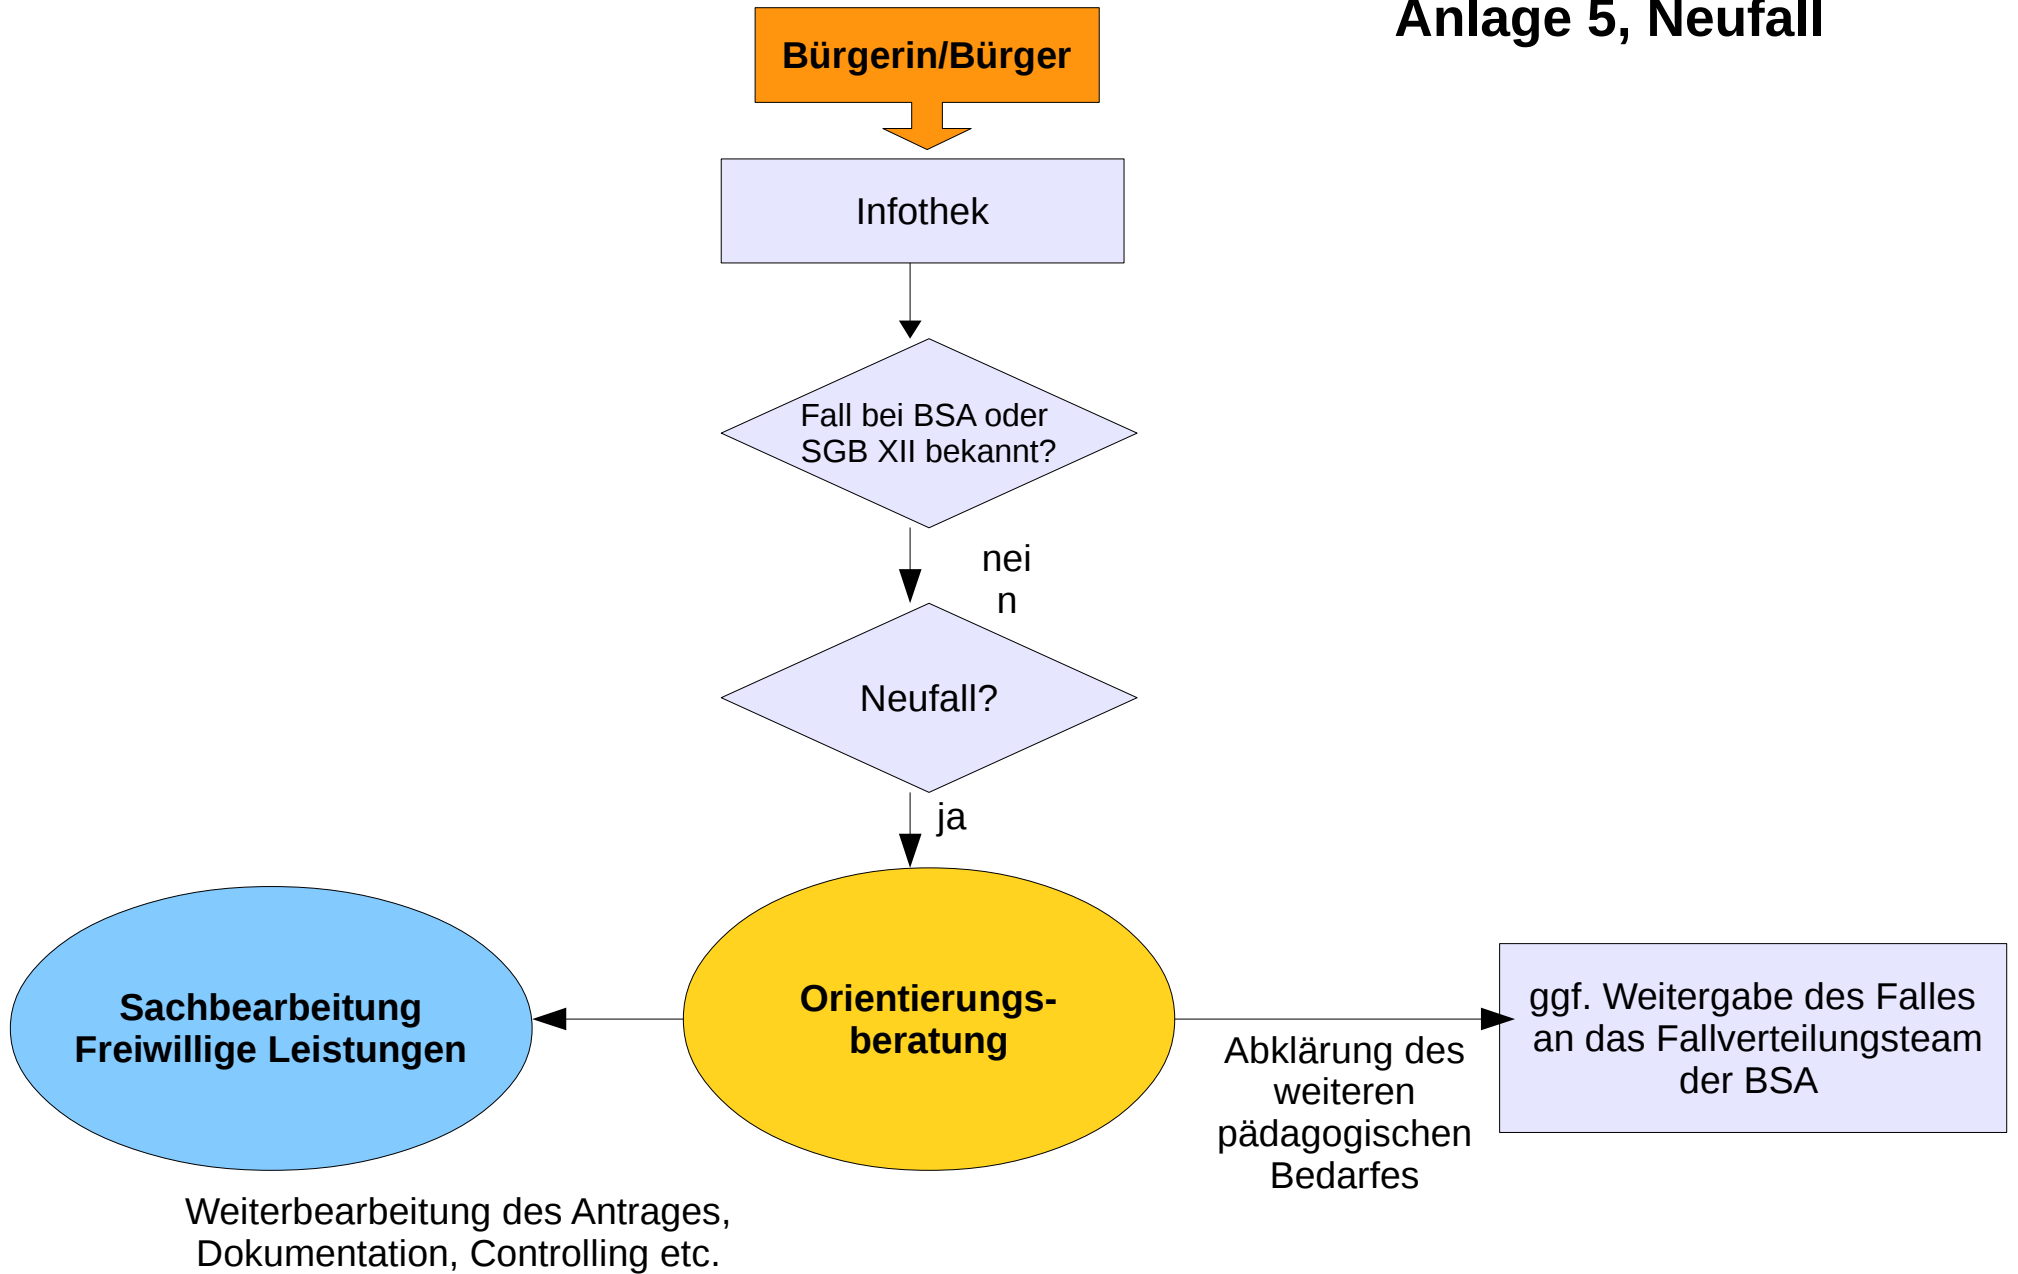 Anlage 5, Neufall
Bürgerin/Bürger
Infothek
Fall bei BSA oder
SGB XII bekannt?
nei
n
Neufall?
ja
Sachbearbeitung
Freiwillige Leistungen
Orientierungs-
beratung
ggf. Weitergabe des Falles
an das Fallverteilungsteam
der BSA
Abklärung des
weiteren
pädagogischen
Bedarfes
Weiterbearbeitung des Antrages,
Dokumentation, Controlling etc.